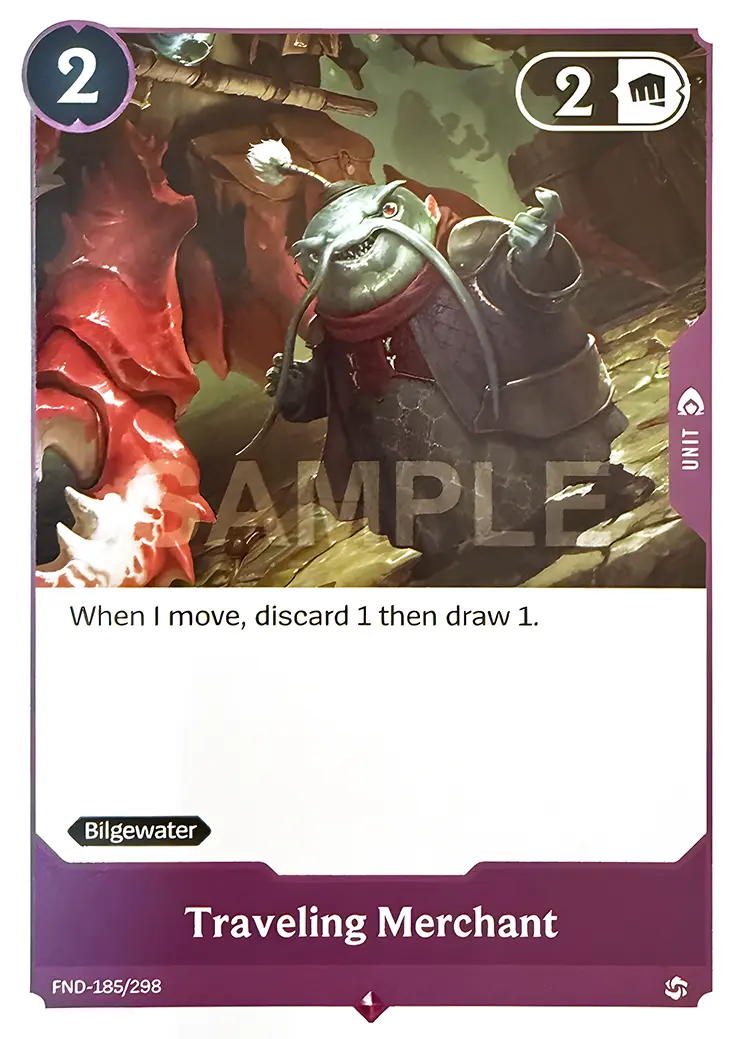 2
2
UNIT
SAMPLE
When I move, discard 1 then draw 1.
Bilgewater
Traveling Merchant
FND-185/298